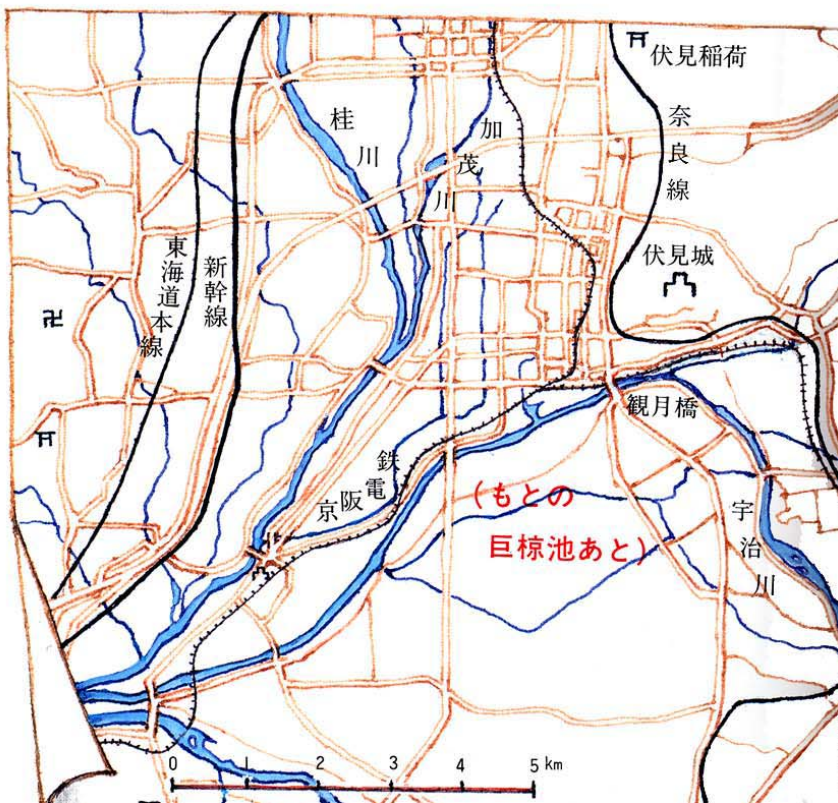 伏見稲荷
桂川
加茂川
奈良線
東海道本線
新幹線
伏見城
観月橋
京阪電鉄
(もとの
巨椋池あと)
宇治川
0 1 2 3 4 5 km